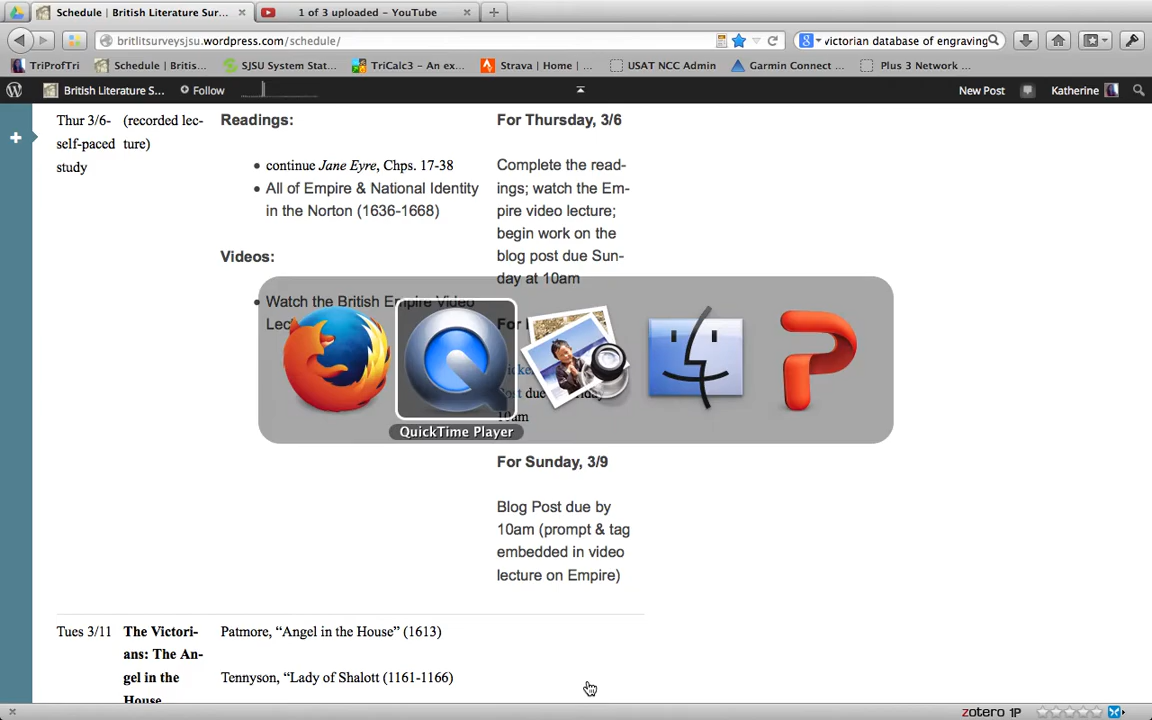 Schedule | British Literature Sur...
1 of 3 uploaded - YouTube
britlitsurveysjsu.wordpress.com/schedule/
victorian database of engraving
TriProfTri
Schedule | Britis...
SJSU System Stat...
TriCalc3 - An ex...
Strava | Home | ...
USAT NCC Admin
Garmin Connect ...
Plus 3 Network ...
British Literature S...
Follow
New Post
Katherine
Thur 3/6-
self-paced
study
(recorded lec-
ture)
Readings:
continue Jane Eyre, Chps. 17-38
All of Empire & National Identity
in the Norton (1636-1668)
Videos:
Watch the British Empire Video
Lec
For Thursday, 3/6
Complete the read-
ings; watch the Em-
pire video lecture;
begin work on the
blog post due Sun-
day at 10am
QuickTime Player
10am
For Sunday, 3/9
Blog Post due by
10am (prompt & tag
embedded in video
lecture on Empire)
Tues 3/11
The Victori-
ans: The An-
gel in the
House
Patmore, “Angel in the House” (1613)
Tennyson, “Lady of Shalott (1161-1166)
zotero 1P